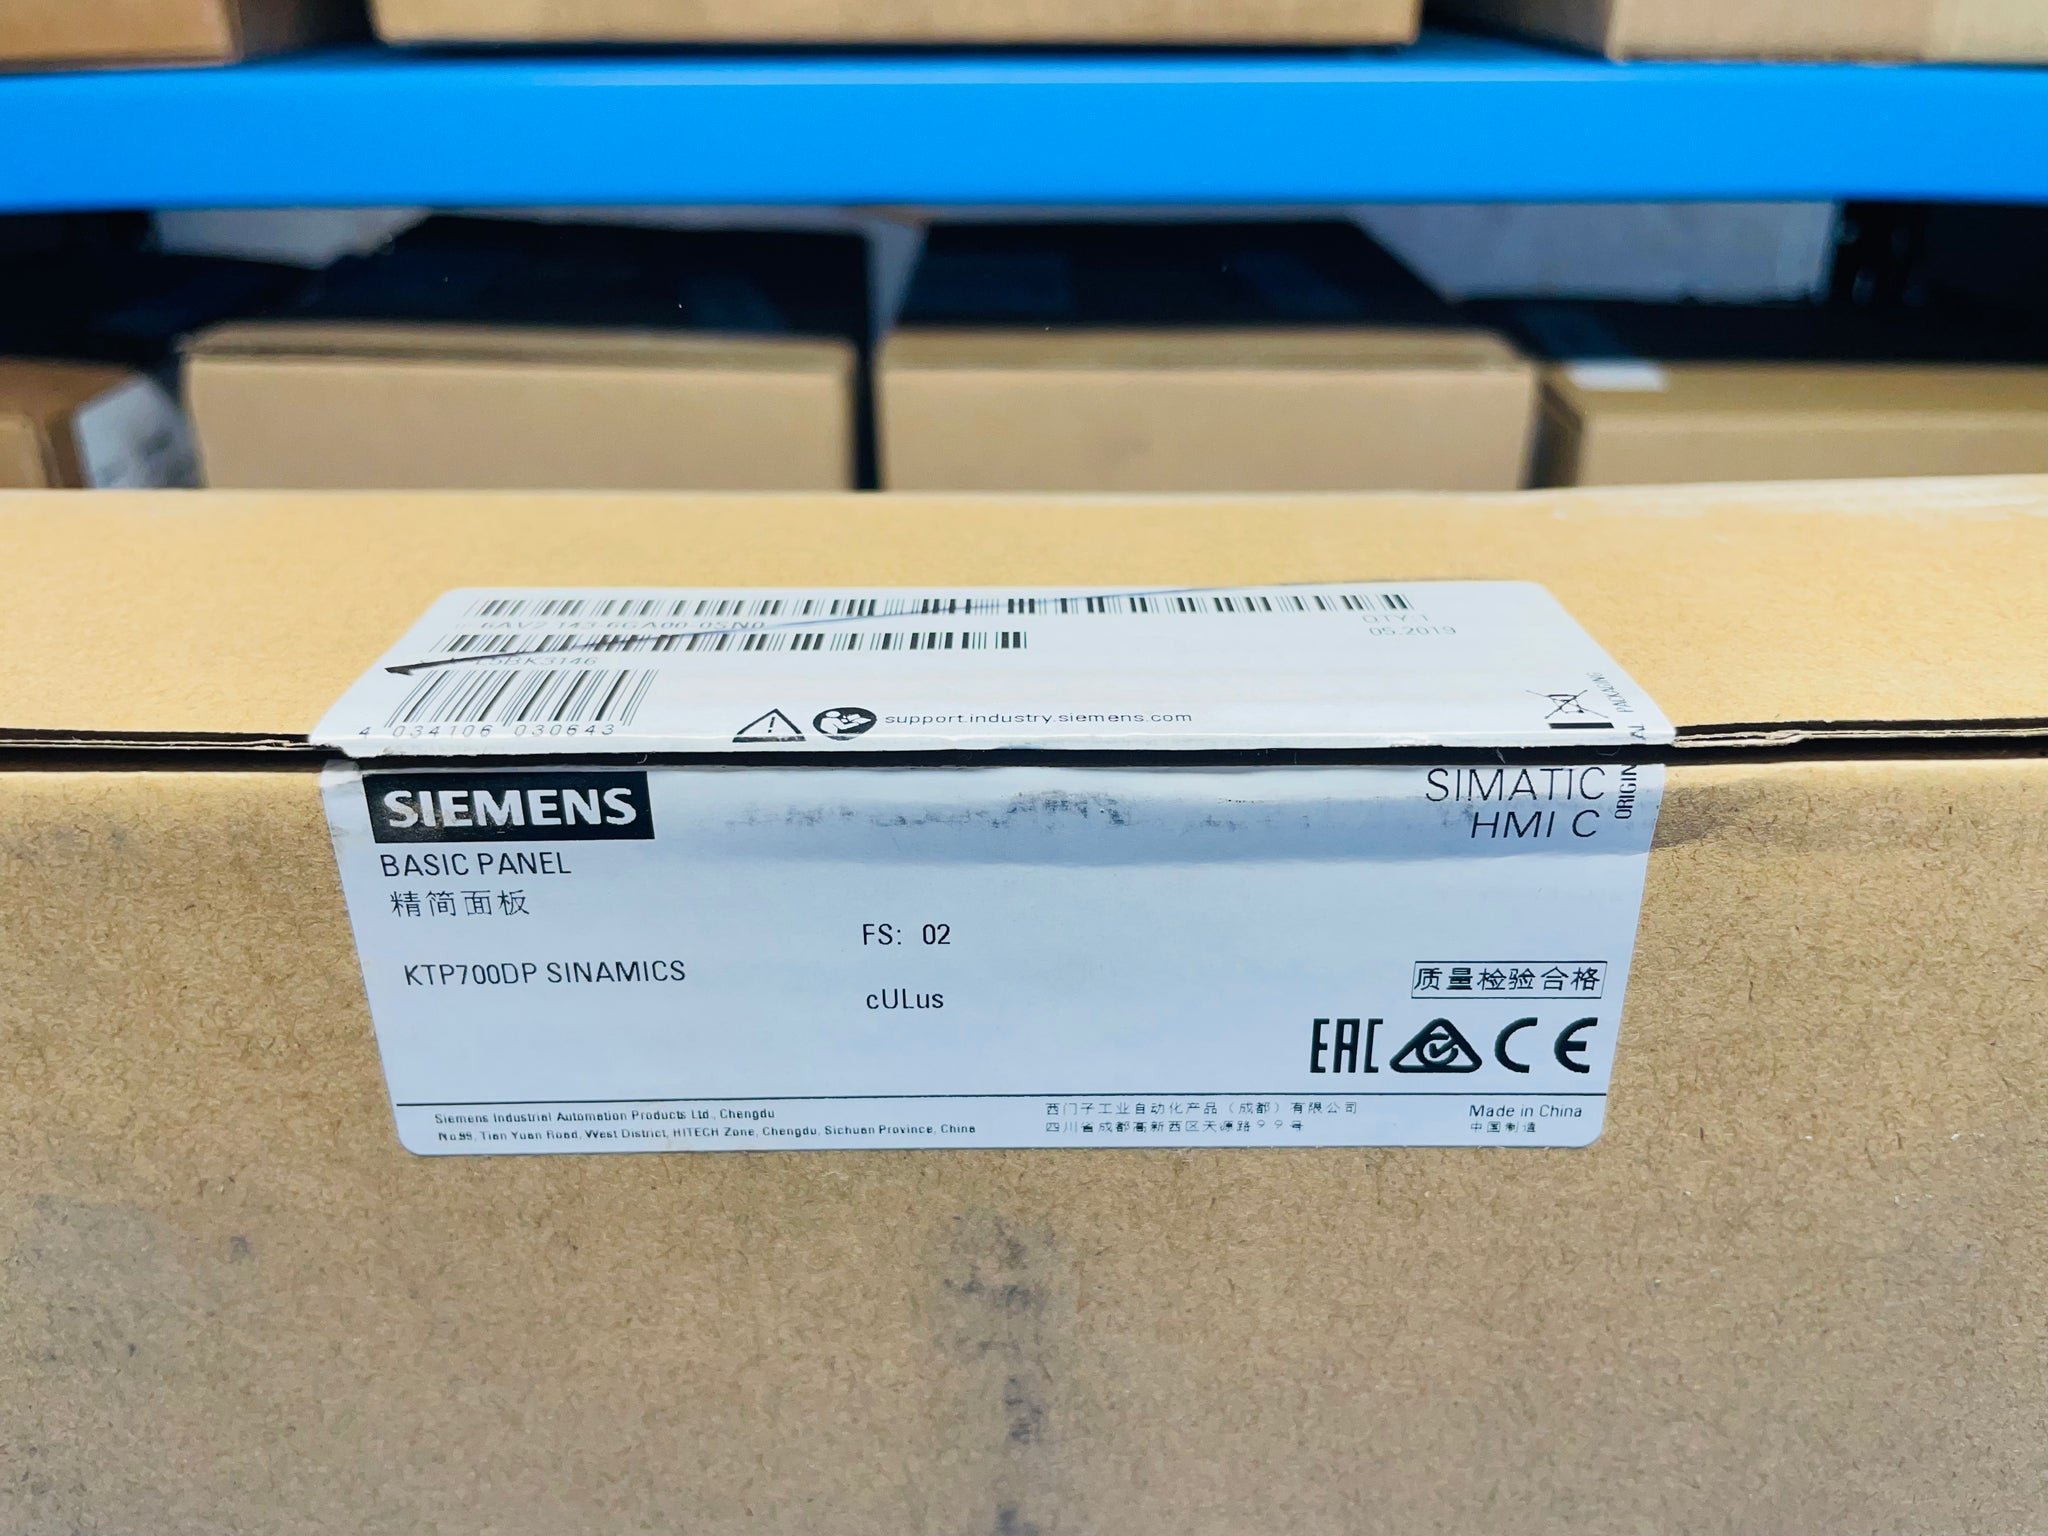 6AV2 143-6GA00-0SN0
QTY:1
05.2019
4 034106 030643
support.industry.siemens.com
PACKAGING
ORIGIN
SIEMENS
SIMATIC
HMI C
BASIC PANEL
精简面板
FS: 02
KTP700DP SINAMICS
cULus
质量检验合格
EAC CE
Siemens Industrial Automation Products Ltd., Chengdu
No.99, Tian Yuan Road, West District, HITECH Zone, Chengdu, Sichuan Province, China
西门子工业自动化产品（成都）有限公司
四川省成都高新西区天源路99号
Made in China
中国制造